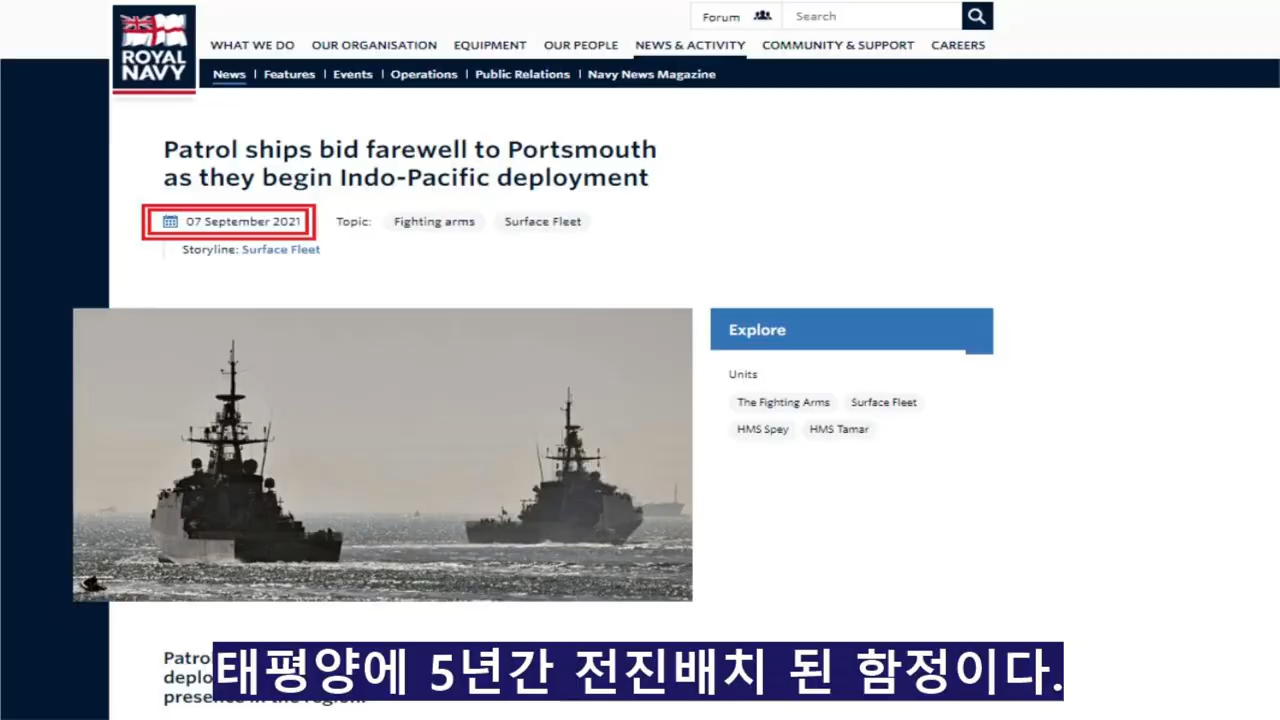 Forum
Search
ROYAL
NAVY
WHAT WE DO OUR ORGANISATION EQUIPMENT OUR PEOPLE NEWS & ACTIVITY COMMUNITY & SUPPORT CAREERS
News | Features | Events | Operations | Public Relations | Navy News Magazine
Patrol ships bid farewell to Portsmouth
as they begin Indo-Pacific deployment
07 September 2021 Topic: Fighting arms Surface Fleet
Storyline: Surface Fleet
Explore
Units
The Fighting Arms Surface Fleet
HMS Spey HMS Tamar
태평양에 5년간 전진배치 된 함정이다.